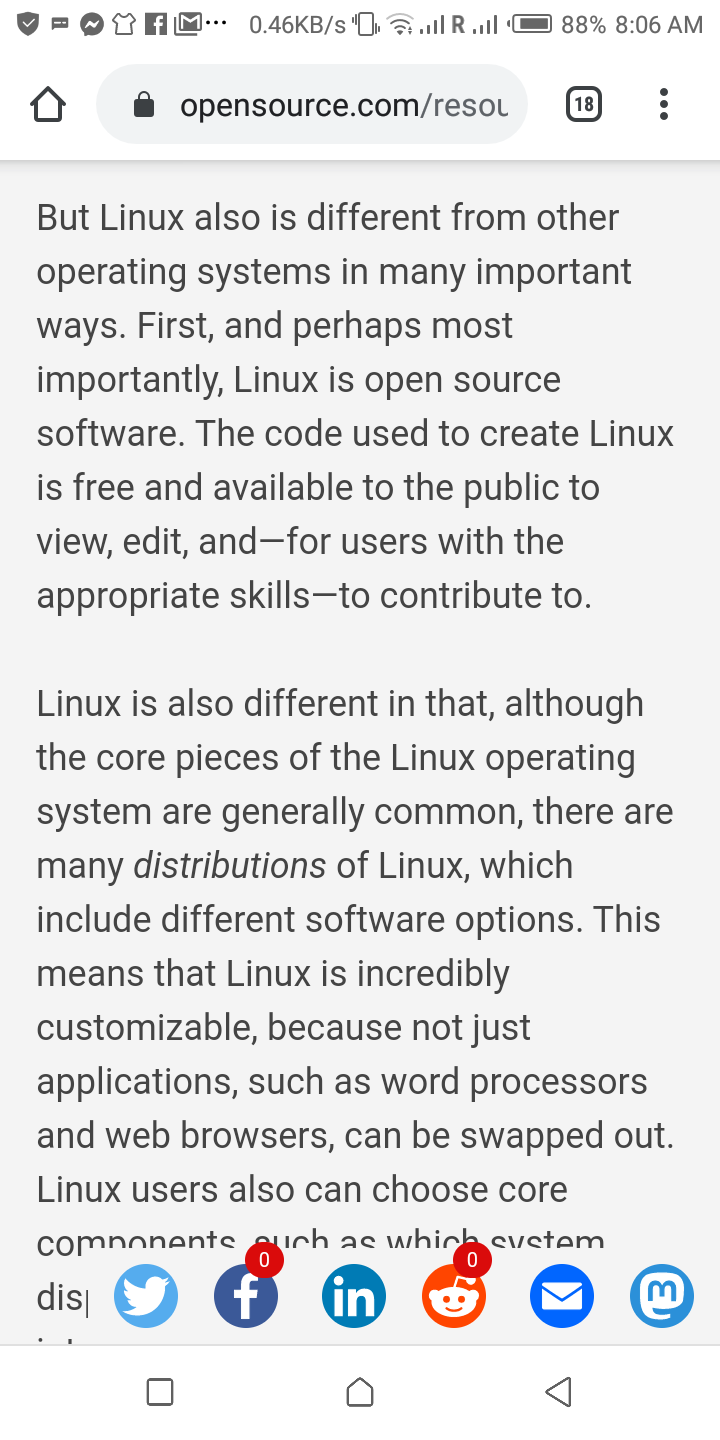 0.46KB/s R 88% 8:06 AM
opensource.com/resou
18
But Linux also is different from other
operating systems in many important
ways. First, and perhaps most
importantly, Linux is open source
software. The code used to create Linux
is free and available to the public to
view, edit, and—for users with the
appropriate skills—to contribute to.
Linux is also different in that, although
the core pieces of the Linux operating
system are generally common, there are
many distributions of Linux, which
include different software options. This
means that Linux is incredibly
customizable, because not just
applications, such as word processors
and web browsers, can be swapped out.
Linux users also can choose core
components, such as which system
0 0